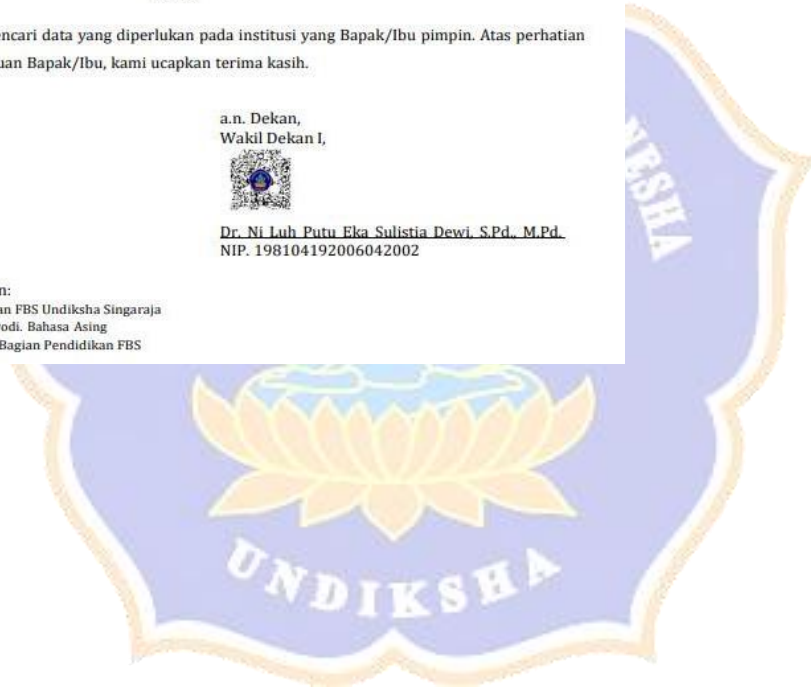 encari data yang diperlukan pada institusi yang Bapak/Ibu pimpin. Atas perhatian
uan Bapak/Ibu, kami ucapkan terima kasih.
a.n. Dekan,
Wakil Dekan I,
Dr. Ni Luh Putu Eka Sulistia Dewi, S.Pd., M.Pd.
NIP. 198104192006042002
n:
an FBS Undiksha Singaraja
odi. Bahasa Asing
Bagian Pendidikan FBS
NESHA
UNDIKSHA